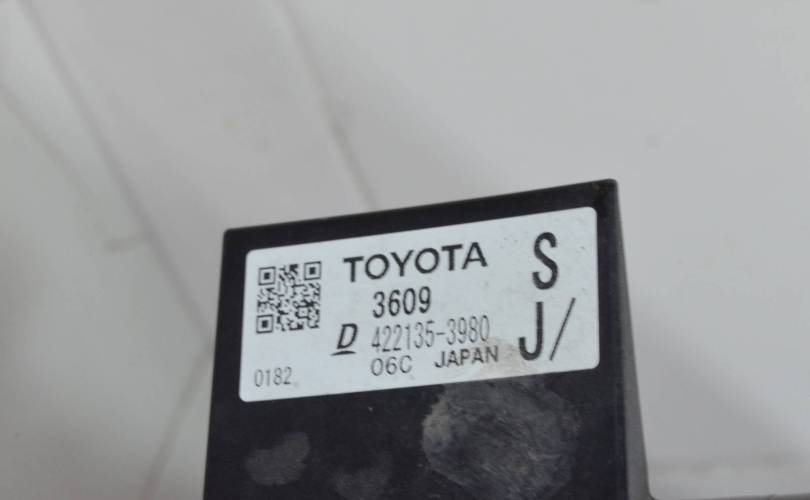 TOYOTA S
3609
D 422135-3980 J/
0182 06C JAPAN